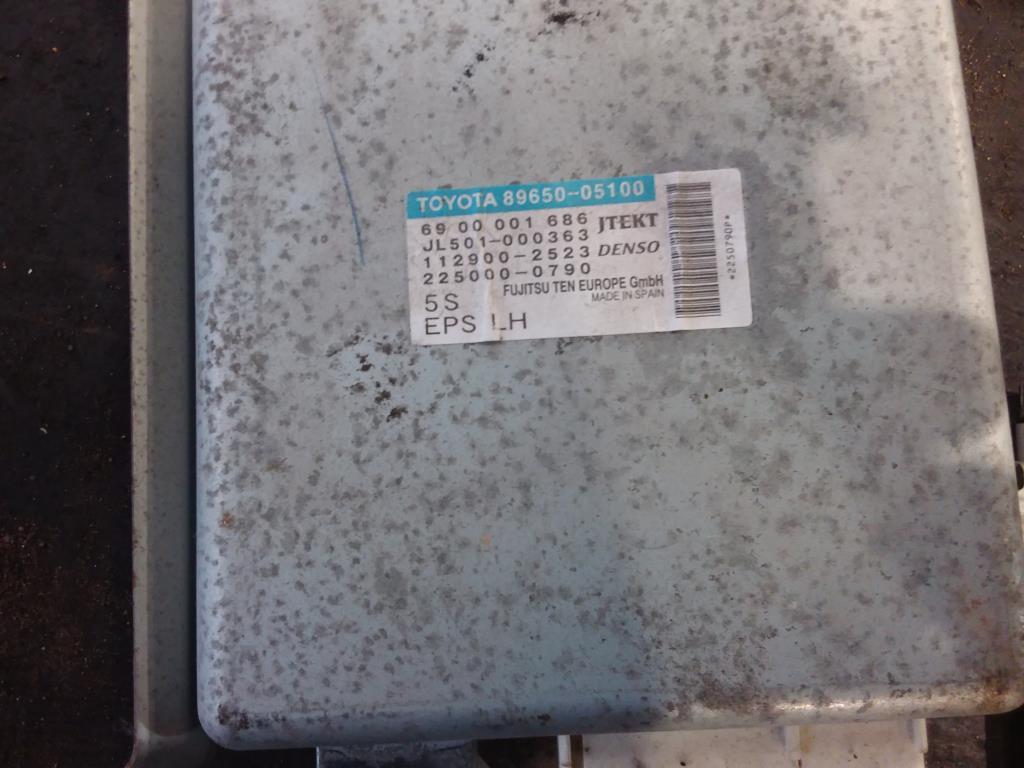 TOYOTA 89650-05100
69 00 001 686 JTEKT
JL501-000363
112900-2523 DENSO
225000-0790
FUJITSU TEN EUROPE GmbH
5S MADE IN SPAIN
EPS LH
*2250790P*